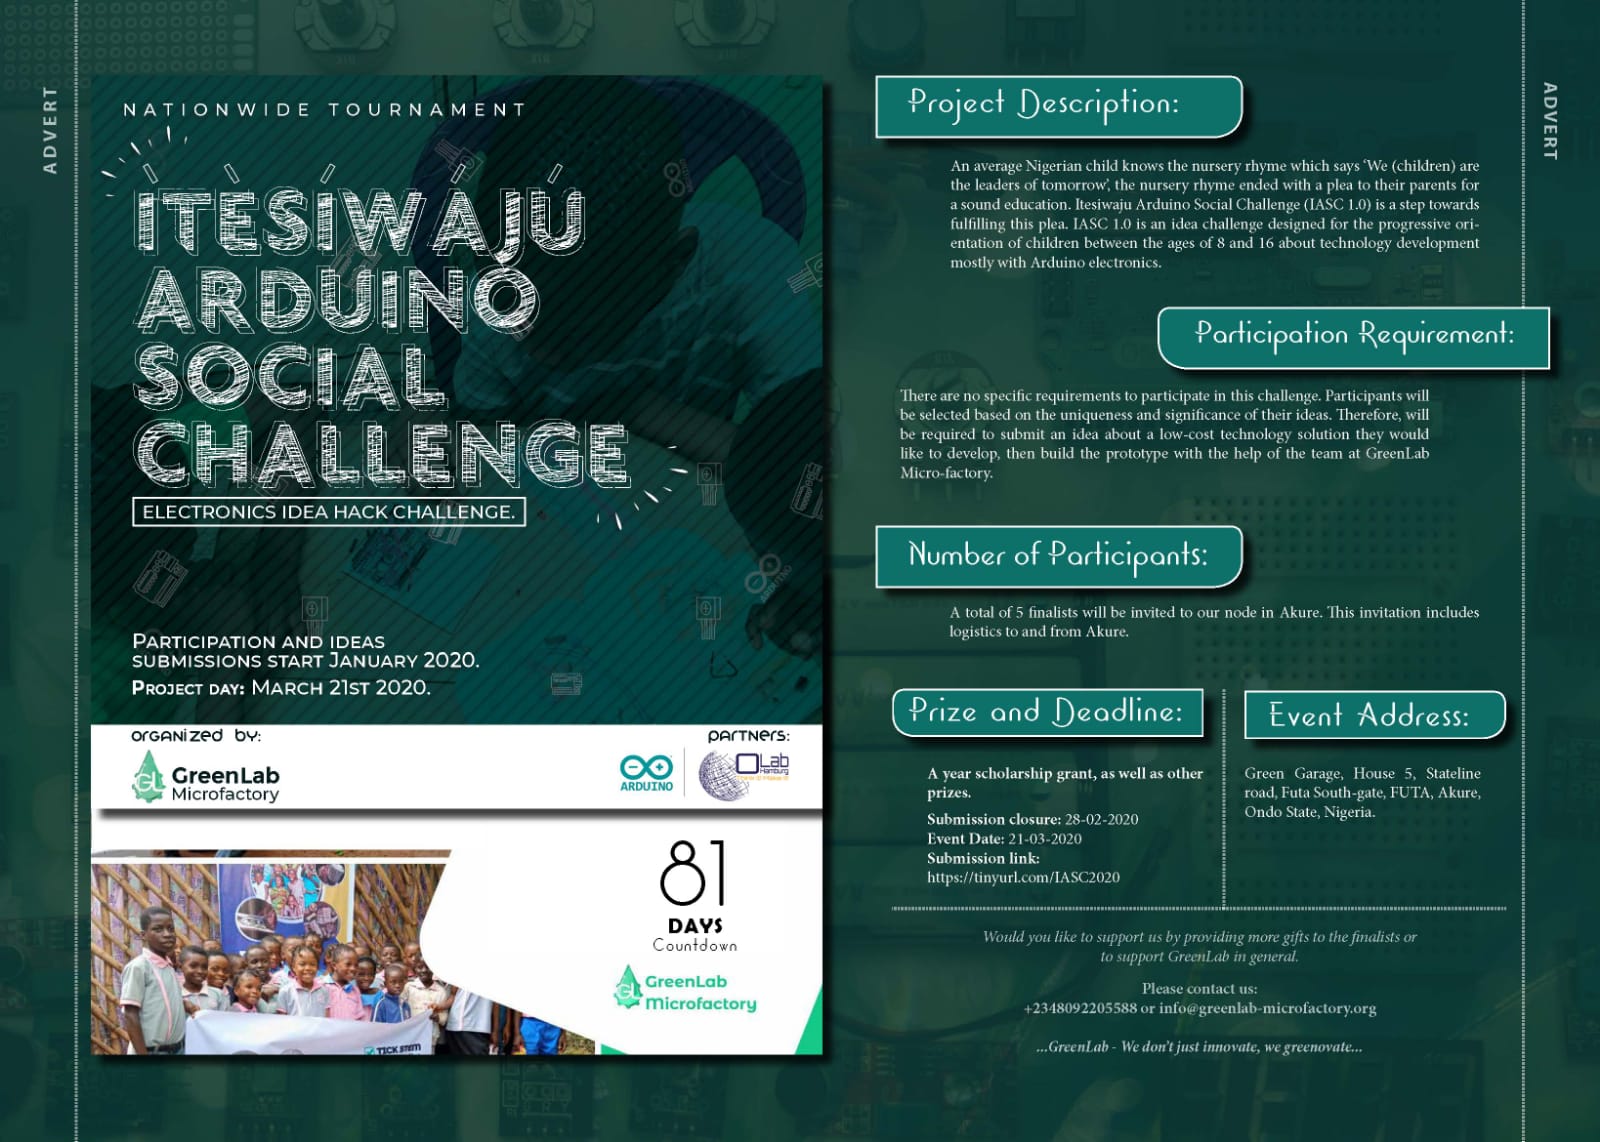 ADVERT
NATIONWIDE TOURNAMENT
ÌTẸ̀SÍWÁJÚ
ARDUINO
SOCIAL
CHALLENGE
ELECTRONICS IDEA HACK CHALLENGE.
PARTICIPATION AND IDEAS
SUBMISSIONS START JANUARY 2020.
PROJECT DAY: MARCH 21ST 2020.
ORGANIZED BY:
GL
GreenLab
Microfactory
PARTNERS:
ARDUINO
OLab
Hamburg
TICK STEM
81
DAYS
Countdown
GL
GreenLab
Microfactory
Project Description:
An average Nigerian child knows the nursery rhyme which says ‘We (children) are
the leaders of tomorrow’, the nursery rhyme ended with a plea to their parents for
a sound education. Itesiwaju Arduino Social Challenge (IASC 1.0) is a step towards
fulfilling this plea. IASC 1.0 is an idea challenge designed for the progressive ori-
entation of children between the ages of 8 and 16 about technology development
mostly with Arduino electronics.
Participation Requirement:
There are no specific requirements to participate in this challenge. Participants will
be selected based on the uniqueness and significance of their ideas. Therefore, will
be required to submit an idea about a low-cost technology solution they would
like to develop, then build the prototype with the help of the team at GreenLab
Micro-factory.
Number of Participants:
A total of 5 finalists will be invited to our node in Akure. This invitation includes
logistics to and from Akure.
Prize and Deadline:
A year scholarship grant, as well as other
prizes.
Submission closure: 28-02-2020
Event Date: 21-03-2020
Submission link:
https://tinyurl.com/IASC2020
Event Address:
Green Garage, House 5, Stateline
road, Futa South-gate, FUTA, Akure,
Ondo State, Nigeria.
Would you like to support us by providing more gifts to the finalists or
to support GreenLab in general.
Please contact us:
+2348092205588 or info@greenlab-microfactory.org
...GreenLab - We don’t just innovate, we greenovate...
ADVERT